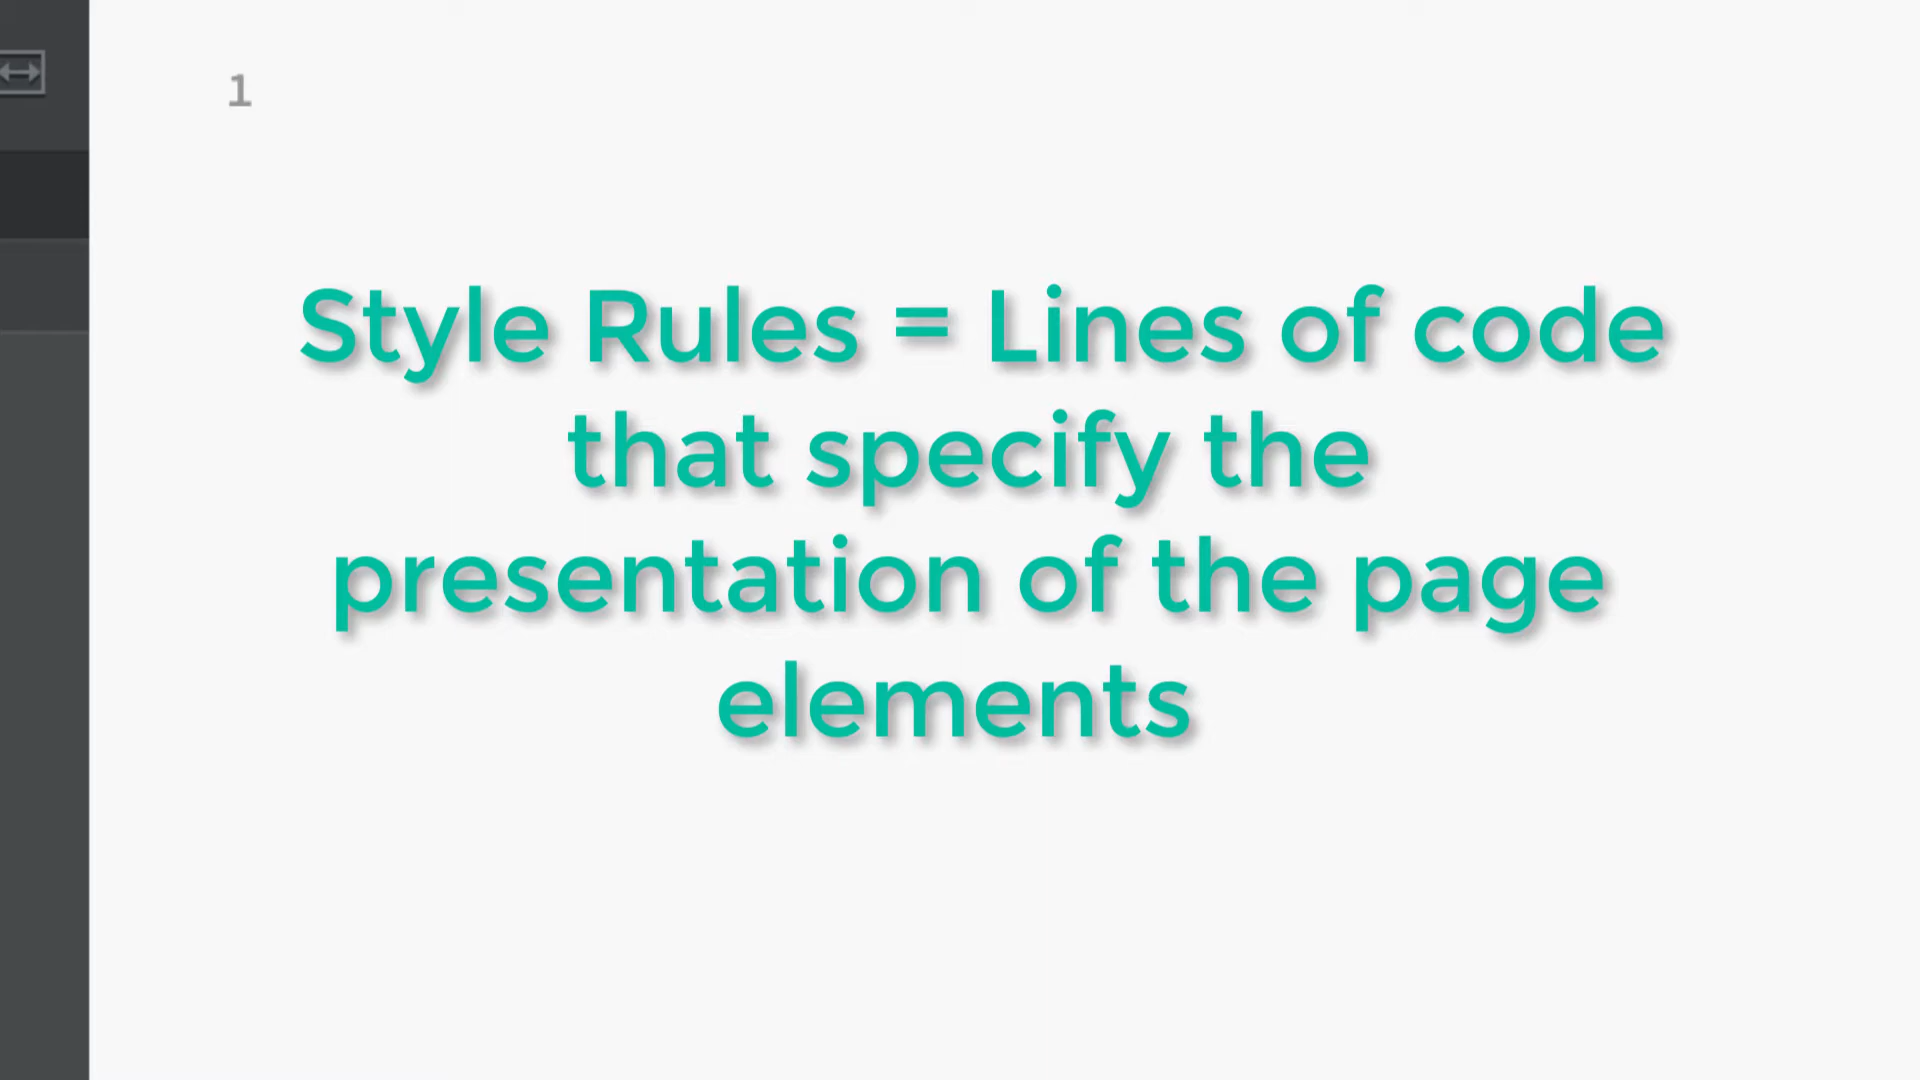 1
Style Rules = Lines of code
that specify the
presentation of the page
elements